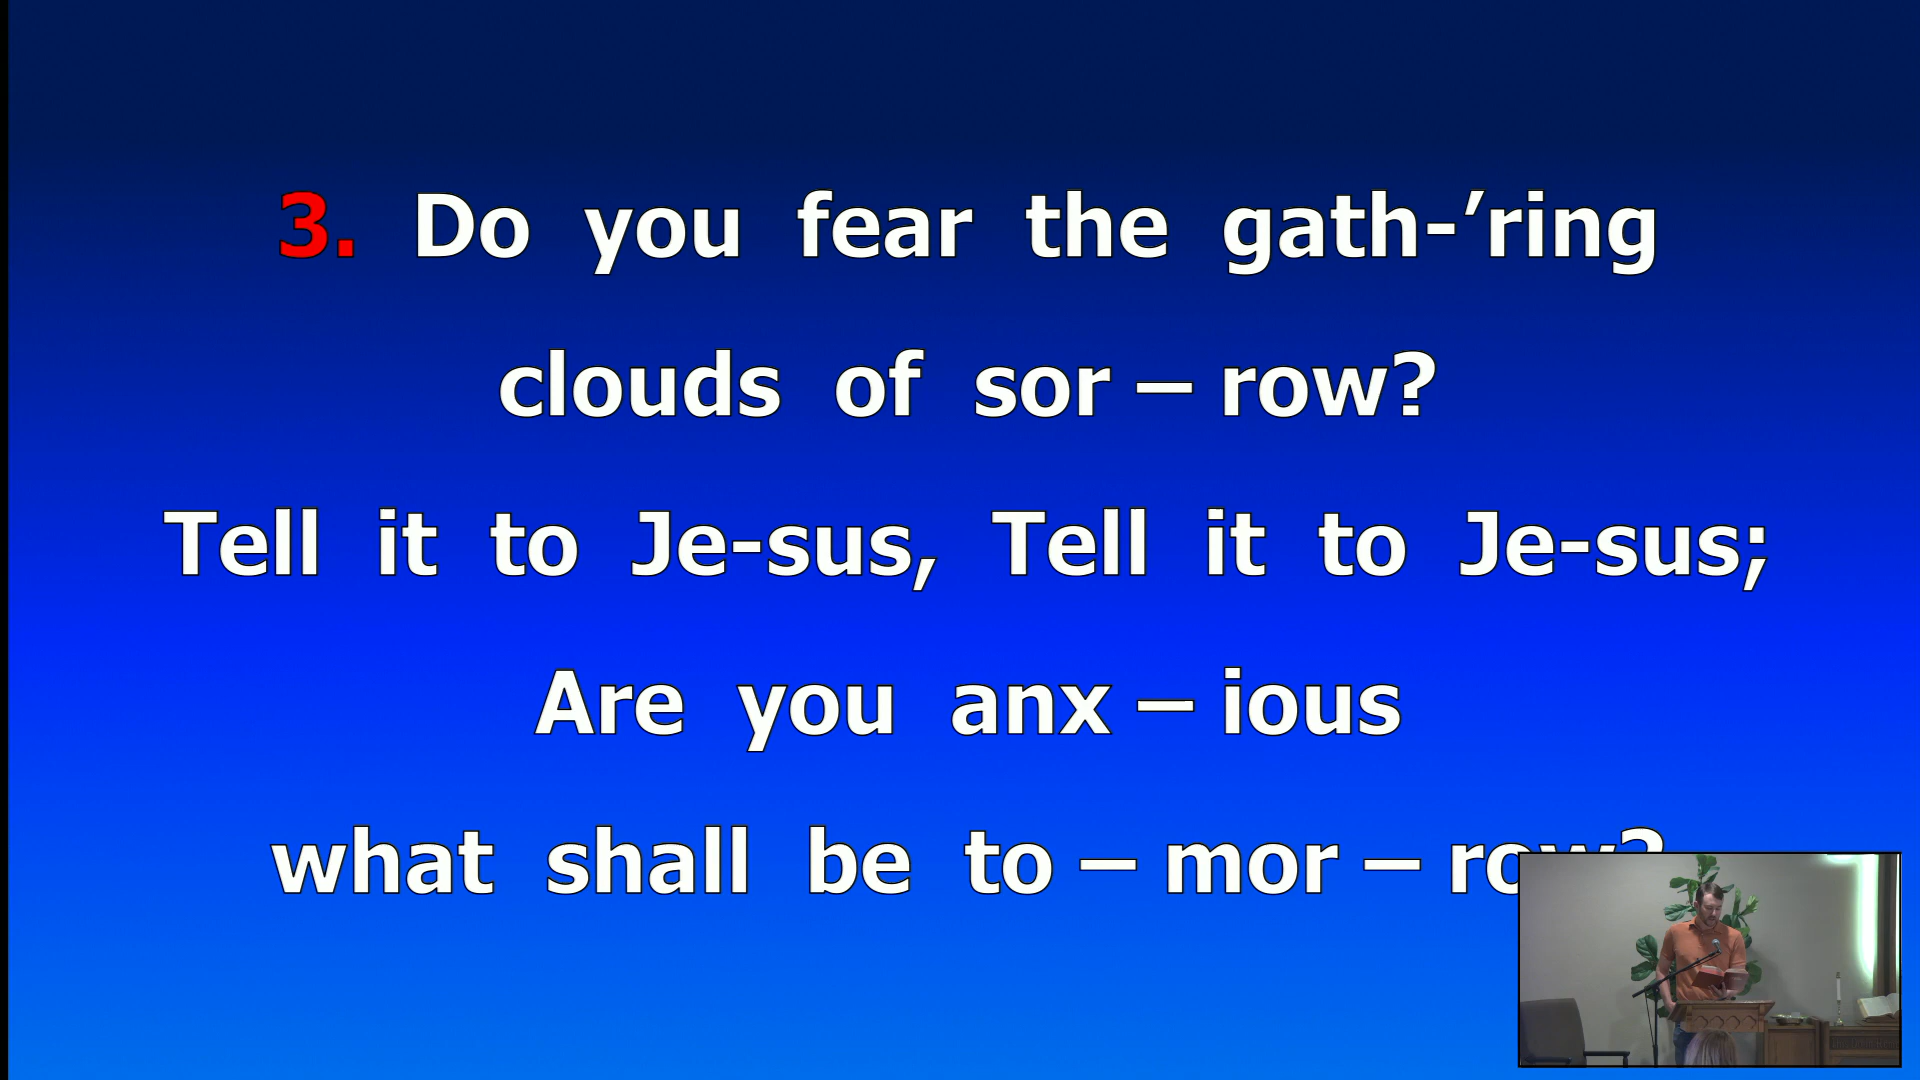 3. Do you fear the gath-’ring
clouds of sor – row?
Tell it to Je-sus, Tell it to Je-sus;
Are you anx – ious
what shall be to – mor – row?